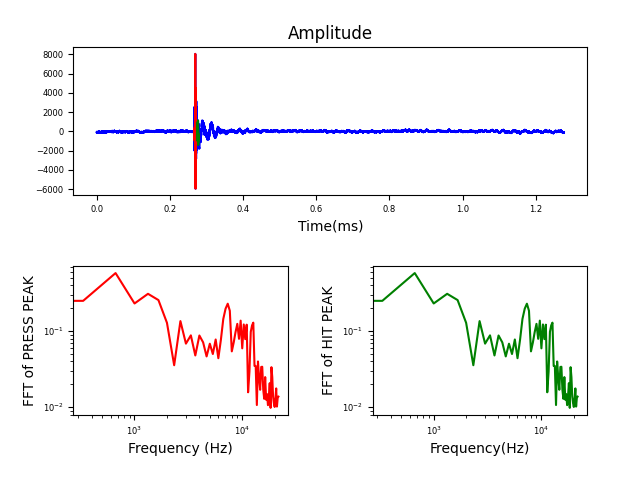 Amplitude
8000
6000
4000
2000
0
−2000
−4000
−6000
0.0 0.2 0.4 0.6 0.8 1.0 1.2
Time(ms)
FFT of PRESS PEAK
10⁻¹
10⁻²
10³ 10⁴
Frequency (Hz)
FFT of HIT PEAK
10⁻¹
10⁻²
10³ 10⁴
Frequency(Hz)